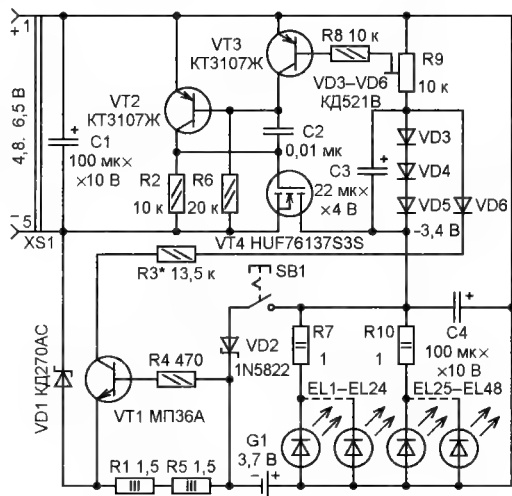 + 1
4,8. 6,5 В
− 5
XS1
C1
100 мк×
×10 В
VT3
КТ3107Ж
R8 10 к
R9
10 к
VD3–VD6
КД521В
VT2
КТ3107Ж
C2
0,01 мк
C3
22 мк×
×4 В
VD3
VD4
VD5
VD6
−3,4 В
R2
10 к
R6
20 к
VT4 HUF76137S3S
R3* 13,5 к
SB1
VD2
1N5822
R7
1
R10
1
C4
100 мк×
×10 В
VD1 КД270АС
R4 470
VT1 МП36А
EL1–EL24
EL25–EL48
G1
3,7 В
− +
R1 1,5
R5 1,5